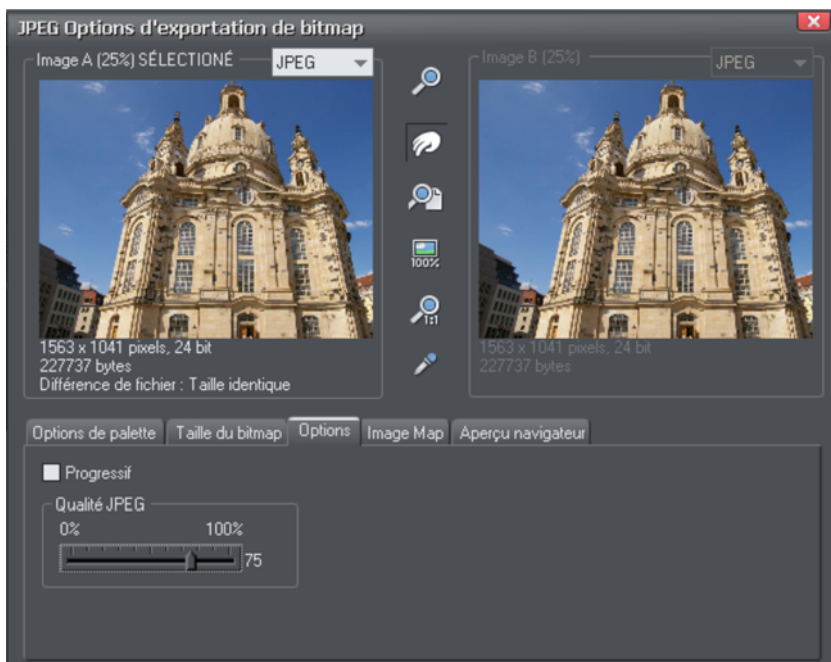 JPEG Options d'exportation de bitmap
Image A (25%) SÉLECTIONÉ
JPEG
Image B (25%)
JPEG
100%
1:1
1563 x 1041 pixels, 24 bit
227737 bytes
Différence de fichier : Taille identique
1563 x 1041 pixels, 24 bit
227737 bytes
Options de palette
Taille du bitmap
Options
Image Map
Aperçu navigateur
Progressif
Qualité JPEG
0% 100%
75